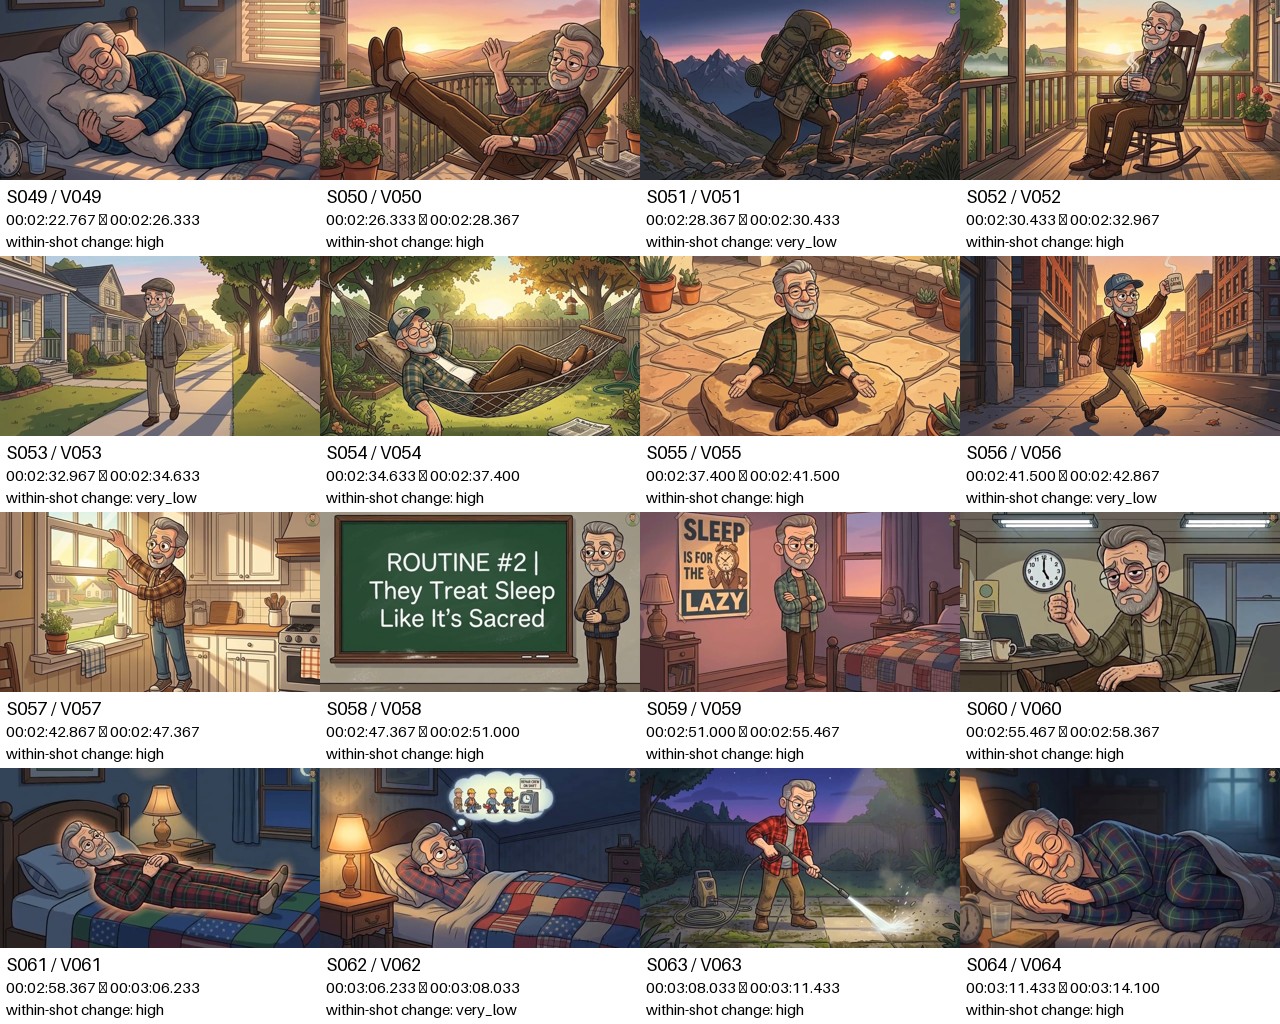 S049 / V049
00:02:22.767 00:02:26.333
within-shot change: high
S050 / V050
00:02:26.333 00:02:28.367
within-shot change: high
S051 / V051
00:02:28.367 00:02:30.433
within-shot change: very_low
S052 / V052
00:02:30.433 00:02:32.967
within-shot change: high
S053 / V053
00:02:32.967 00:02:34.633
within-shot change: very_low
S054 / V054
00:02:34.633 00:02:37.400
within-shot change: high
S055 / V055
00:02:37.400 00:02:41.500
within-shot change: high
S056 / V056
00:02:41.500 00:02:42.867
within-shot change: very_low
S057 / V057
00:02:42.867 00:02:47.367
within-shot change: high
ROUTINE #2 |
They Treat Sleep
Like It's Sacred
S058 / V058
00:02:47.367 00:02:51.000
within-shot change: high
SLEEP
IS FOR
THE
LAZY
S059 / V059
00:02:51.000 00:02:55.467
within-shot change: high
S060 / V060
00:02:55.467 00:02:58.367
within-shot change: high
S061 / V061
00:02:58.367 00:03:06.233
within-shot change: high
S062 / V062
00:03:06.233 00:03:08.033
within-shot change: very_low
S063 / V063
00:03:08.033 00:03:11.433
within-shot change: high
S064 / V064
00:03:11.433 00:03:14.100
within-shot change: high